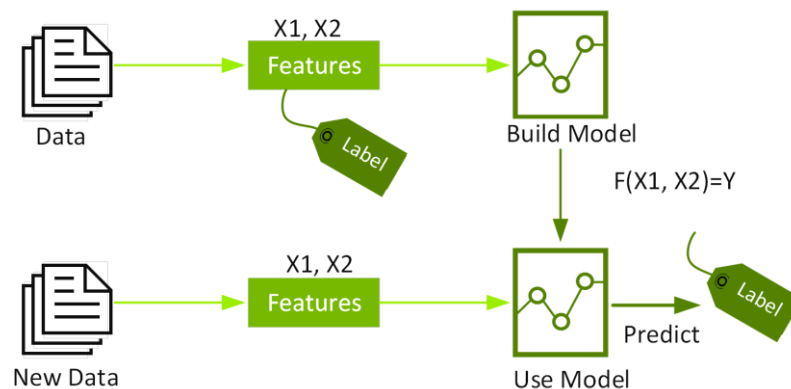 X1, X2
Features
Label
Data
Build Model
F(X1, X2)=Y
X1, X2
Features
Label
Predict
New Data
Use Model